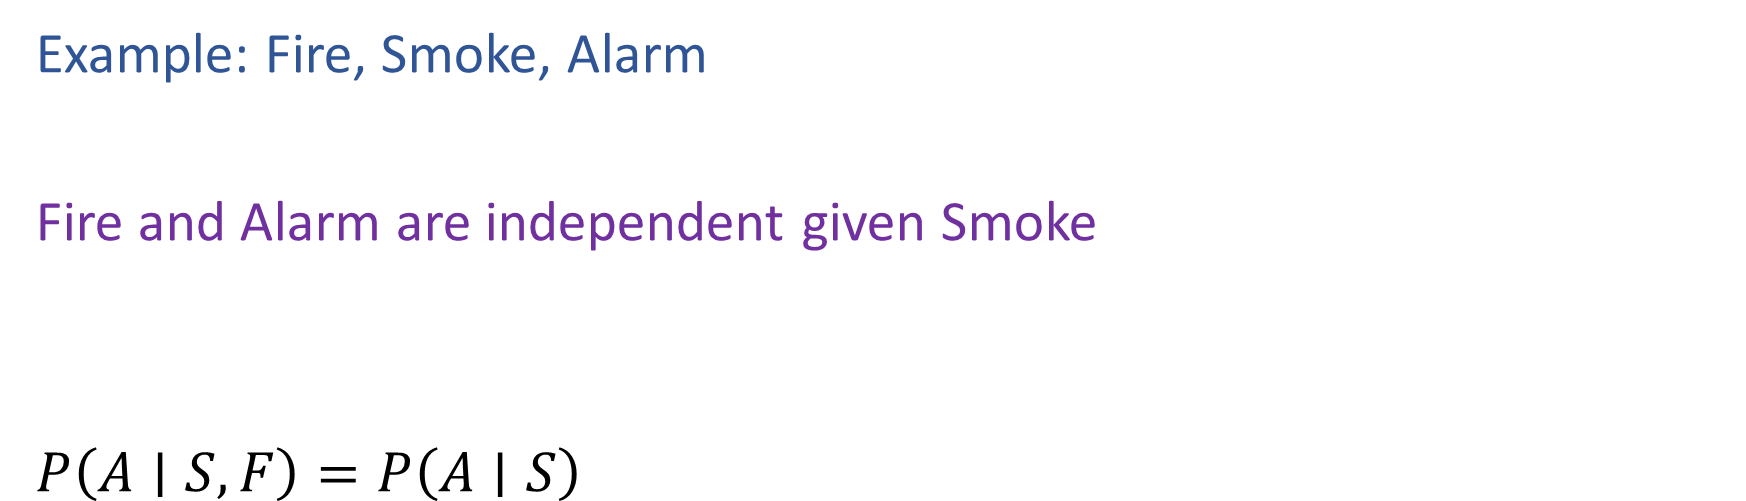 Example: Fire, Smoke, Alarm
Fire and Alarm are independent given Smoke
P(A | S, F) = P(A | S)